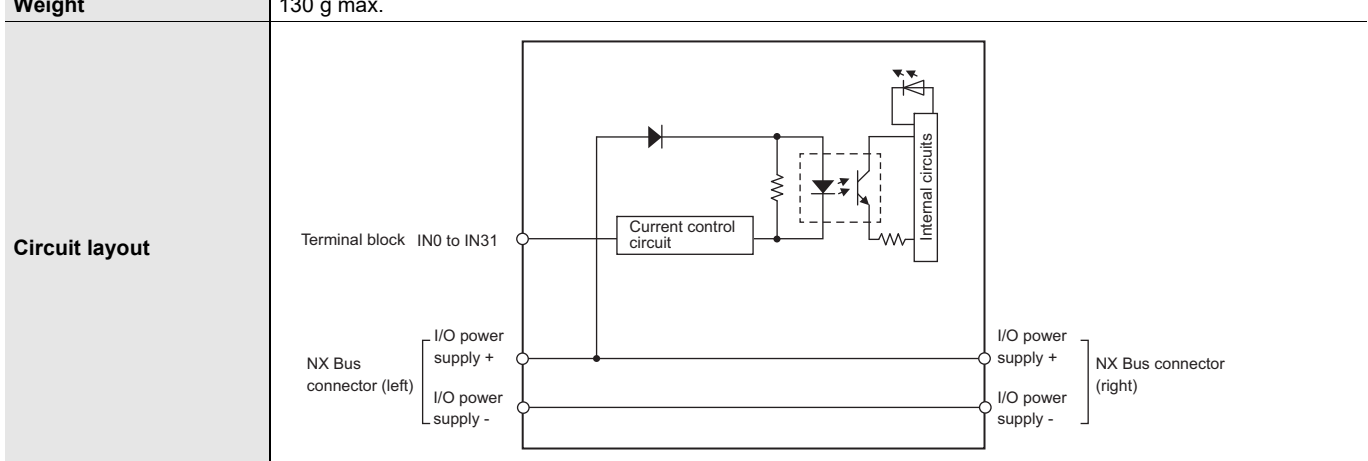 Weight
130 g max.
Circuit layout
Internal circuits
Current control
circuit
Terminal block IN0 to IN31
I/O power
supply +
NX Bus
connector (left)
I/O power
supply -
I/O power
supply +
NX Bus connector
(right)
I/O power
supply -